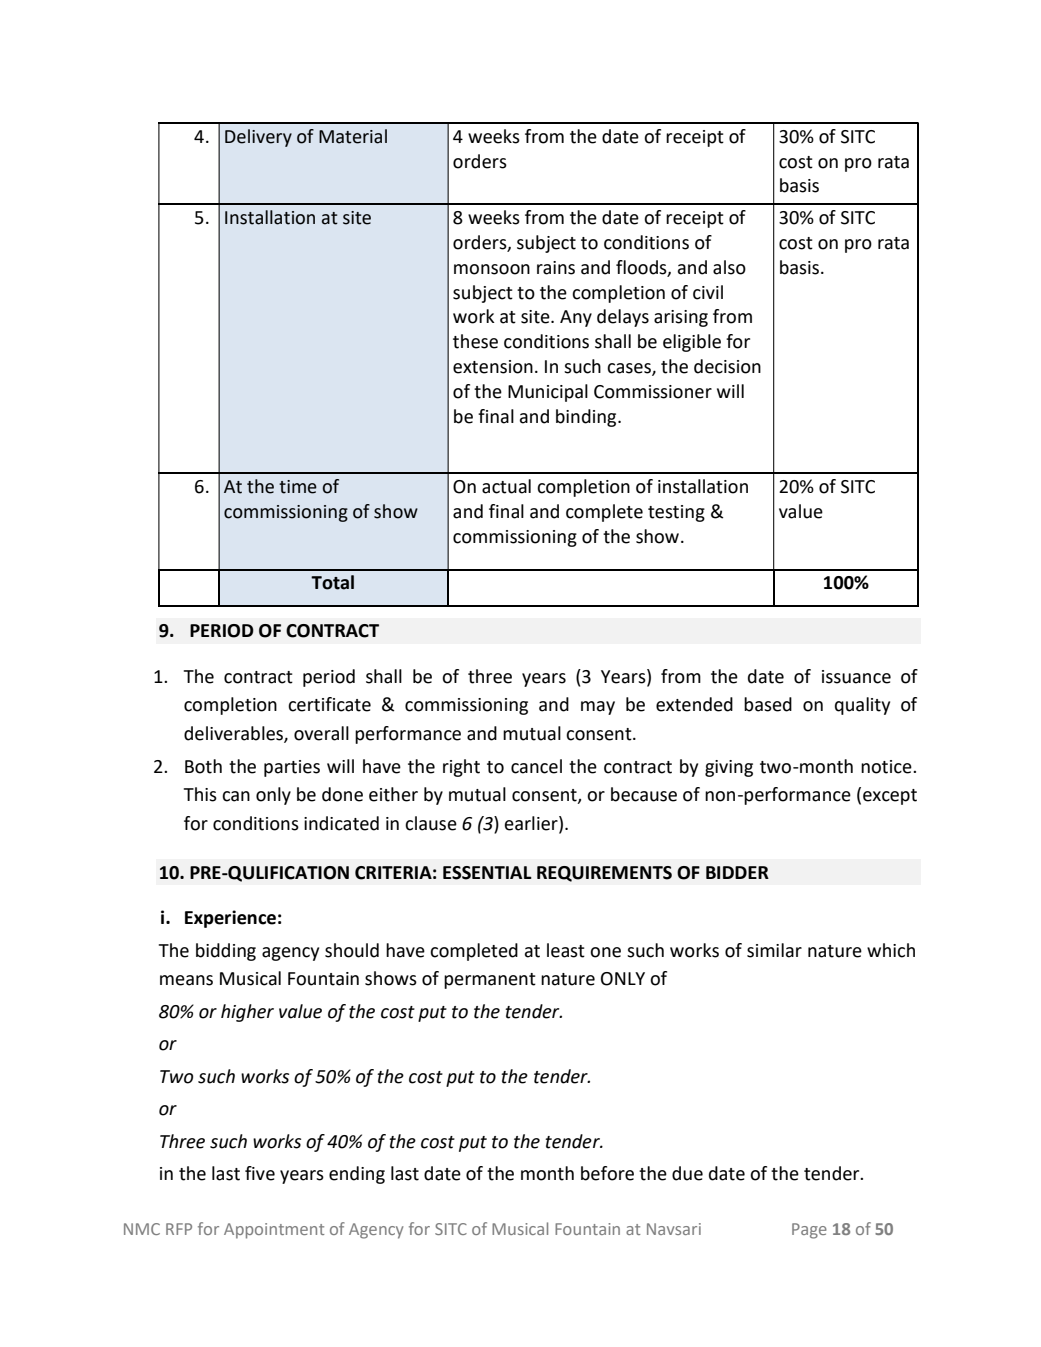 4. Delivery of Material 4 weeks from the date of receipt of 30% of SITC
orders cost on pro rata
basis
5. Installation at site 8 weeks from the date of receipt of 30% of SITC
orders, subject to conditions of cost on pro rata
monsoon rains and floods, and also basis.
subject to the completion of civil
work at site. Any delays arising from
these conditions shall be eligible for
extension. In such cases, the decision
of the Municipal Commissioner will
be final and binding.
6. At the time of On actual completion of installation 20% of SITC
commissioning of show and final and complete testing & value
commissioning of the show.
Total 100%
9. PERIOD OF CONTRACT
1. The contract period shall be of three years (3 Years) from the date of issuance of
completion certificate & commissioning and may be extended based on quality of
deliverables, overall performance and mutual consent.
2. Both the parties will have the right to cancel the contract by giving two-month notice.
This can only be done either by mutual consent, or because of non-performance (except
for conditions indicated in clause 6 (3) earlier).
10. PRE-QULIFICATION CRITERIA: ESSENTIAL REQUIREMENTS OF BIDDER
i. Experience:
The bidding agency should have completed at least one such works of similar nature which
means Musical Fountain shows of permanent nature ONLY of
80% or higher value of the cost put to the tender.
or
Two such works of 50% of the cost put to the tender.
or
Three such works of 40% of the cost put to the tender.
in the last five years ending last date of the month before the due date of the tender.
NMC RFP for Appointment of Agency for SITC of Musical Fountain at Navsari Page 18 of 50